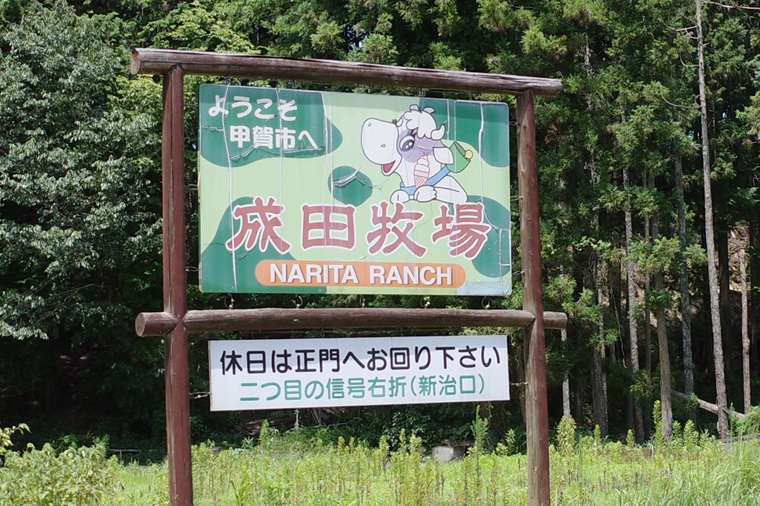 ようこそ
甲賀市へ
成田牧場
NARITA RANCH
休日は正門へお回り下さい
二つ目の信号右折(新治口)